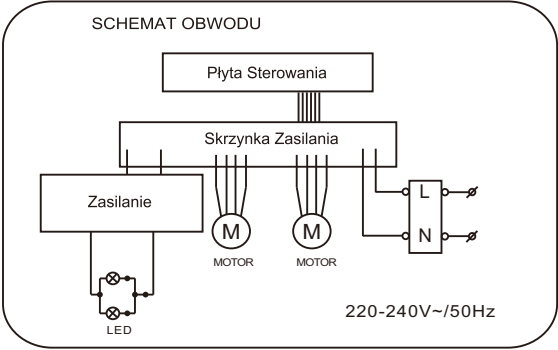 SCHEMAT OBWODU
Płyta Sterowania
Skrzynka Zasilania
Zasilanie
L
M
M
N
MOTOR
MOTOR
220-240V~/50Hz
LED